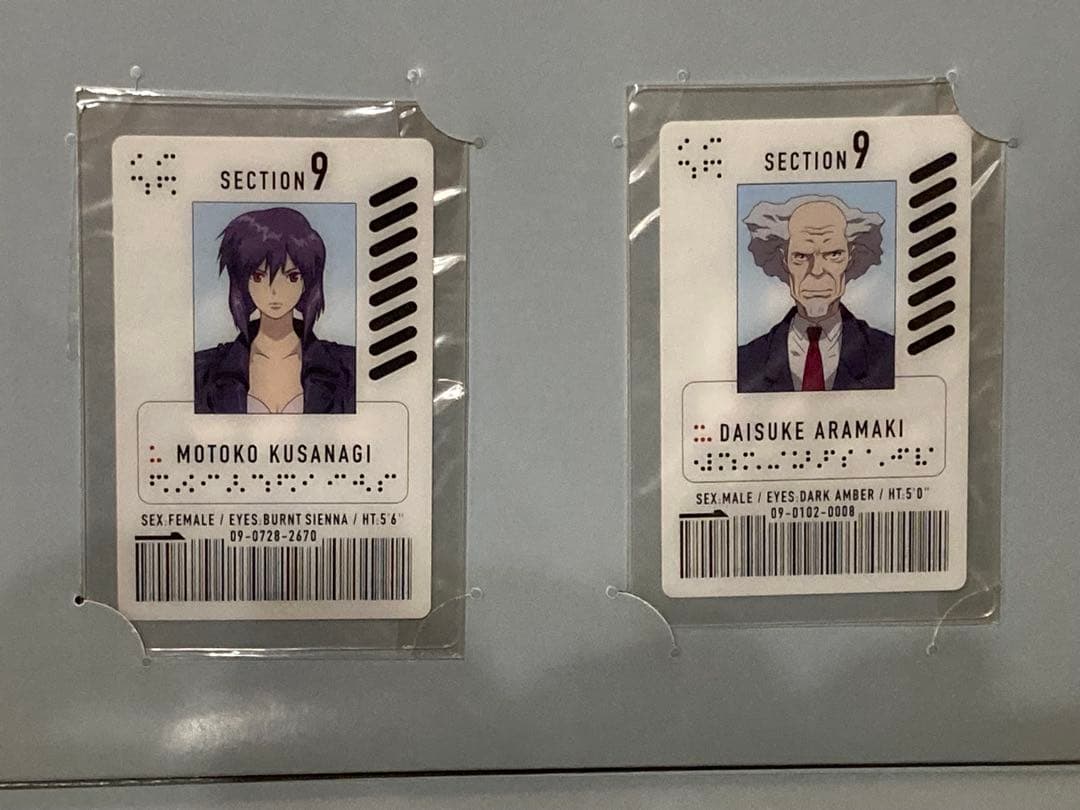 SECTION 9
MOTOKO KUSANAGI
SEX:FEMALE / EYES:BURNT SIENNA / HT:5'6"
09-0728-2670
SECTION 9
DAISUKE ARAMAKI
SEX:MALE / EYES:DARK AMBER / HT:5'0"
09-0102-0008